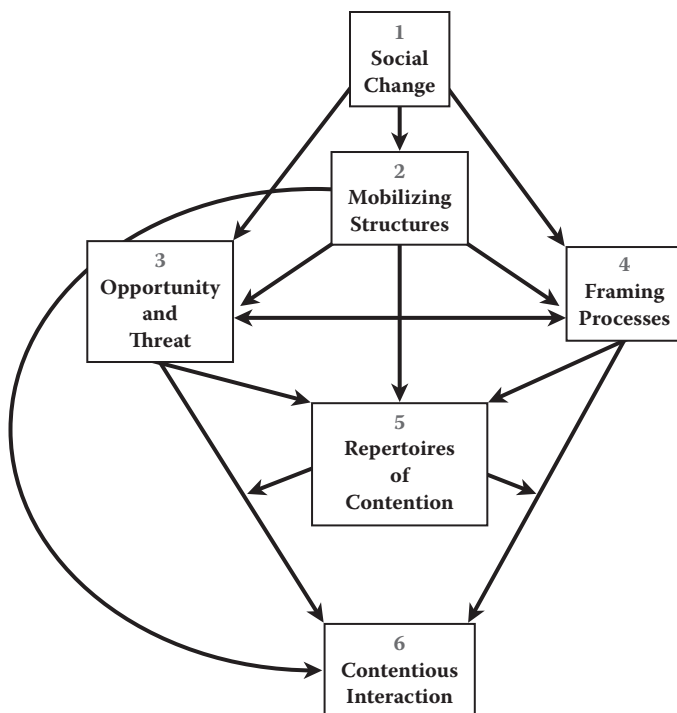 1
Social
Change
2
Mobilizing
Structures
3
Opportunity
and
Threat
4
Framing
Processes
5
Repertoires
of
Contention
6
Contentious
Interaction